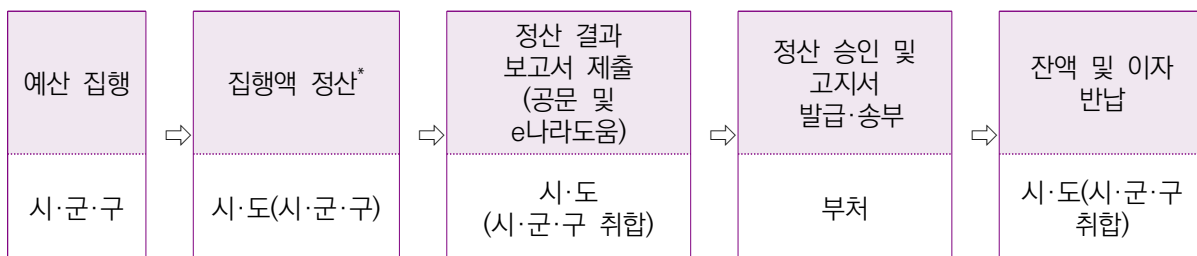 예산 집행
⇨
집행액 정산*
⇨
정산 결과
보고서 제출
(공문 및
e나라도움)
⇨
정산 승인 및
고지서
발급·송부
⇨
잔액 및 이자
반납
시·군·구
시·도(시·군·구)
시·도
(시·군·구 취합)
부처
시·도(시·군·구
취합)